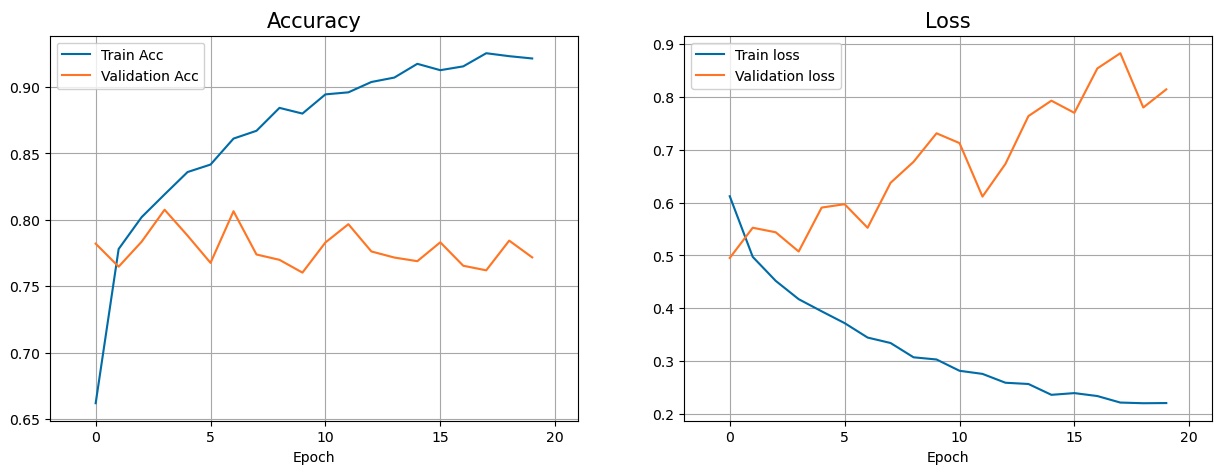 Accuracy
Train Acc
Validation Acc
0.90
0.85
0.80
0.75
0.70
0.65
0 5 10 15 20
Epoch
Loss
Train loss
Validation loss
0.9
0.8
0.7
0.6
0.5
0.4
0.3
0.2
0 5 10 15 20
Epoch